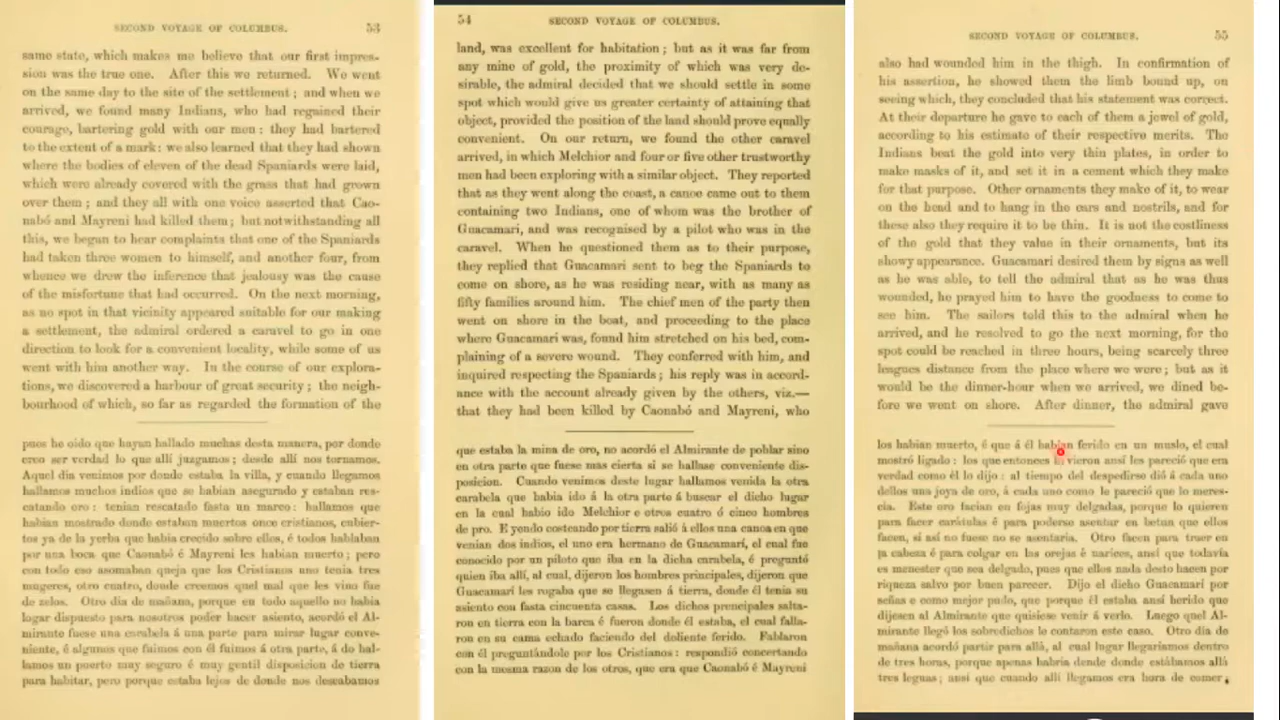 SECOND VOYAGE OF COLUMBUS. 53
same state, which makes me believe that our first impres-
sion was the true one. After this we returned. We went
on the same day to the site of the settlement; and when we
arrived, we found many Indians, who had regained their
courage, bartering gold with our men: they had bartered
to the extent of a mark: we also learned that they had shown
where the bodies of eleven of the dead Spaniards were laid,
which were already covered with the grass that had grown
over them; and they all with one voice asserted that Cao-
nabó and Mayreni had killed them; but notwithstanding all
this, we began to hear complaints that one of the Spaniards
had taken three women to himself, and another four, from
whence we drew the inference that jealousy was the cause
of the misfortune that had occurred. On the next morning,
as no spot in that vicinity appeared suitable for our making
a settlement, the admiral ordered a caravel to go in one
direction to look for a convenient locality, while some of us
went with him another way. In the course of our explora-
tions, we discovered a harbour of great security; the neigh-
bourhood of which, so far as regarded the formation of the
pues he oido que hayan hallado muchas desta manera, por donde
creo ser verdad lo que allí juzgamos; desde allí nos tornamos.
Aquel dia venimos por donde estaba la villa, y cuando llegamos
hallamos muchos indios que se habian asegurado y estaban res-
catando oro: tenian rescatado fasta un marco: hallamos que
habian mostrado donde estaban muertos once cristianos, cubier-
tos ya de la yerba que habia crecido sobre ellos, é todos hablaban
por una boca que Caonabó é Mayreni les habian muerto; pero
con todo eso asomaban queja que los Cristianos uno tenia tres
mugeres, otro cuatro, donde creemos quel mal que les vino fue
de zelos. Otro dia de mañana, porque en todo aquello no habia
logar dispuesto para nosotros poder hacer asiento, acordó el Al-
mirante fuese una carabela á una parte para mirar lugar conve-
niente, é algunos que fuimos con él fuimos á otra parte, á do hal-
lamos un puerto muy seguro é muy gentil disposicion de tierra
para habitar, pero porque estaba lejos de donde nos deseabamos
54 SECOND VOYAGE OF COLUMBUS.
land, was excellent for habitation; but as it was far from
any mine of gold, the proximity of which was very de-
sirable, the admiral decided that we should settle in some
spot which would give us greater certainty of attaining that
object, provided the position of the land should prove equally
convenient. On our return, we found the other caravel
arrived, in which Melchior and four or five other trustworthy
men had been exploring with a similar object. They reported
that as they went along the coast, a canoe came out to them
containing two Indians, one of whom was the brother of
Guacamari, and was recognised by a pilot who was in the
caravel. When he questioned them as to their purpose,
they replied that Guacamari sent to beg the Spaniards to
come on shore, as he was residing near, with as many as
fifty families around him. The chief men of the party then
went on shore in the boat, and proceeding to the place
where Guacamari was, found him stretched on his bed, com-
plaining of a severe wound. They conferred with him, and
inquired respecting the Spaniards; his reply was in accord-
ance with the account already given by the others, viz.—
that they had been killed by Caonabó and Mayreni, who
que estaba la mina de oro, no acordó el Almirante de poblar sino
en otra parte que fuese mas cierta si se hallase conveniente dis-
posicion. Cuando venimos deste lugar hallamos venida la otra
carabela que habia ido á la otra parte á buscar el dicho lugar
en la cual habio ido Melchior e otros cuatro ó cinco hombres
de pro. E yendo costeando por tierra salió á ellos una canoa en que
venian dos indios, el uno era hermano de Guacamarí, el cual fue
conocido por un piloto que iba en la dicha carabela, é preguntó
quien iba allí, al cual, dijeron los hombres principales, dijeron que
Guacamarí les rogaba que se llegasen á tierra, donde él tenia su
asiento con fasta cincuenta casas. Los dichos prencipales salta-
ron en tierra con la barca é fueron donde él estaba, el cual falla-
ron en su cama echado faciendo del doliente ferido. Fablaron
con él preguntándole por los Cristianos: respondió concertando
con la mesma razon de los otros, que era que Caonabó é Mayreni
SECOND VOYAGE OF COLUMBUS. 55
also had wounded him in the thigh. In confirmation of
his assertion, he showed them the limb bound up, on
seeing which, they concluded that his statement was correct.
At their departure he gave to each of them a jewel of gold,
according to his estimate of their respective merits. The
Indians beat the gold into very thin plates, in order to
make masks of it, and set it in a cement which they make
for that purpose. Other ornaments they make of it, to wear
on the head and to hang in the ears and nostrils, and for
these also they require it to be thin. It is not the costliness
of the gold that they value in their ornaments, but its
showy appearance. Guacamari desired them by signs as well
as he was able, to tell the admiral that as he was thus
wounded, he prayed him to have the goodness to come to
see him. The sailors told this to the admiral when he
arrived, and he resolved to go the next morning, for the
spot could be reached in three hours, being scarcely three
leagues distance from the place where we were; but as it
would be the dinner-hour when we arrived, we dined be-
fore we went on shore. After dinner, the admiral gave
los habian muerto, é que á él habian ferido en un muslo, el cual
mostró ligado: los que entonces vieron ansí les pareció que era
verdad como él lo dijo: al tiempo del despedirse dió á cada uno
dellos una joya de oro, á cada uno como le pareció que lo meres-
cia. Este oro facian en fojas muy delgadas, porque lo quieren
para facer carátulas é para poderse asentar en betun que ellos
facen, si así no fuese no se asentaria. Otro facen para traer en
ja cabeza é para colgar en las orejas é narices, ansí que todavia
es menester que sea delgado, pues que ellos nada desto hacen por
riqueza salvo por buen parecer. Dijo el dicho Guacamarí por
señas e como mejor pudo, que porque él estaba ansí herido que
dijesen al Almirante que quisiese venir á verlo. Luego quel Al-
mirante llegó los sobredichos lo contaron este caso. Otro dia de
mañana acordó partir para allá, al cual lugar llegaríamos dentro
de tres horas, porque apenas habria dende donde estábamos allá
tres leguas; ansí que cuando allí llegamos era hora de comer,